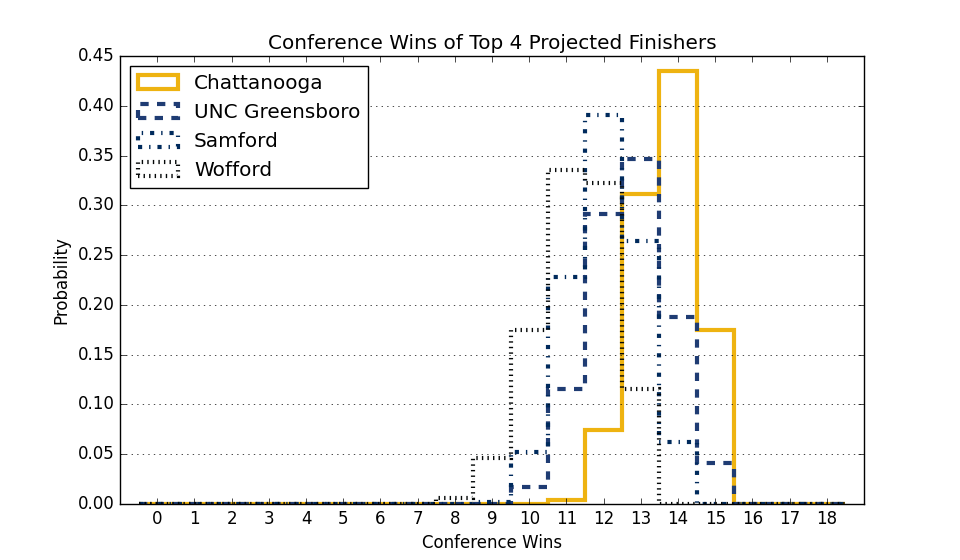 Conference Wins of Top 4 Projected Finishers
Chattanooga
UNC Greensboro
Samford
Wofford
0.45
0.40
0.35
0.30
0.25
0.20
0.15
0.10
0.05
0.00
Probability
0 1 2 3 4 5 6 7 8 9 10 11 12 13 14 15 16 17 18
Conference Wins